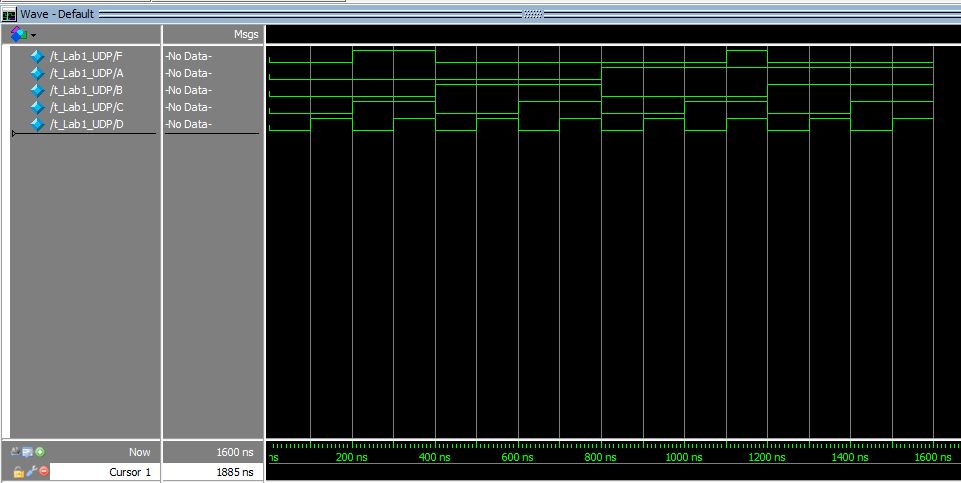 Wave - Default
Msgs
/t_Lab1_UDP/F -No Data-
/t_Lab1_UDP/A -No Data-
/t_Lab1_UDP/B -No Data-
/t_Lab1_UDP/C -No Data-
/t_Lab1_UDP/D -No Data-
Now 1600 ns ns 200 ns 400 ns 600 ns 800 ns 1000 ns 1200 ns 1400 ns 1600 ns
Cursor 1 1885 ns